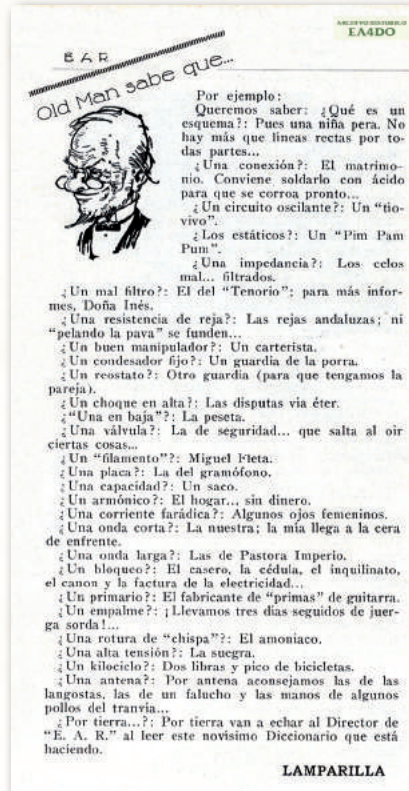 ARCHIVO HISTORICO
EA4DO
BAR
Old Man sabe que...
Por ejemplo:
Queremos saber: ¿Qué es un
esquema?: Pues una niña pera. No
hay más que líneas rectas por to-
das partes...
¿Una conexión?: El matrimo-
nio. Conviene soldarlo con ácido
para que se corroa pronto...
¿Un circuito oscilante?: Un "tio-
vivo".
¿Los estáticos?: Un "Pim Pam
Pum".
¿Una impedancia?: Los celos
mal... filtrados.
¿Un mal filtro?: El del "Tenorio"; para más infor-
mes, Doña Inés.
¿Una resistencia de reja?: Las rejas andaluzas; ni
"pelando la pava" se funden...
¿Un buen manipulador?: Un carterista.
¿Un condesador fijo?: Un guardia de la porra.
¿Un reostato?: Otro guardia (para que tengamos la
pareja).
¿Un choque en alta?: Las disputas via éter.
¿"Una en baja"?: La peseta.
¿Una válvula?: La de seguridad... que salta al oir
ciertas cosas...
¿Un "filamento"?: Miguel Fleta.
¿Una placa?: La del gramófono.
¿Una capacidad?: Un saco.
¿Un armónico?: El hogar..., sin dinero.
¿Una corriente farádica?: Algunos ojos femeninos.
¿Una onda corta?: La nuestra; la mía llega a la cera
de enfrente.
¿Una onda larga?: Las de Pastora Imperio.
¿Un bloqueo?: El casero, la cédula, el inquilinato,
el canon y la factura de la electricidad...
¿Un primario?: El fabricante de "primas" de guitarra.
¿Un empalme?: ¡Llevamos tres días seguidos de juer-
ga sorda!...
¿Una rotura de "chispa"?: El amoniaco.
¿Una alta tensión?: La suegra.
¿Un kilociclo?: Dos libras y pico de bicicletas.
¿Una antena?: Por antena aconsejamos las de las
langostas, las de un falucho y las manos de algunos
pollos del tranvia...
¿Por tierra...?: Por tierra van a echar al Director de
"E. A. R." al leer este novísimo Diccionario que está
haciendo.
LAMPARILLA